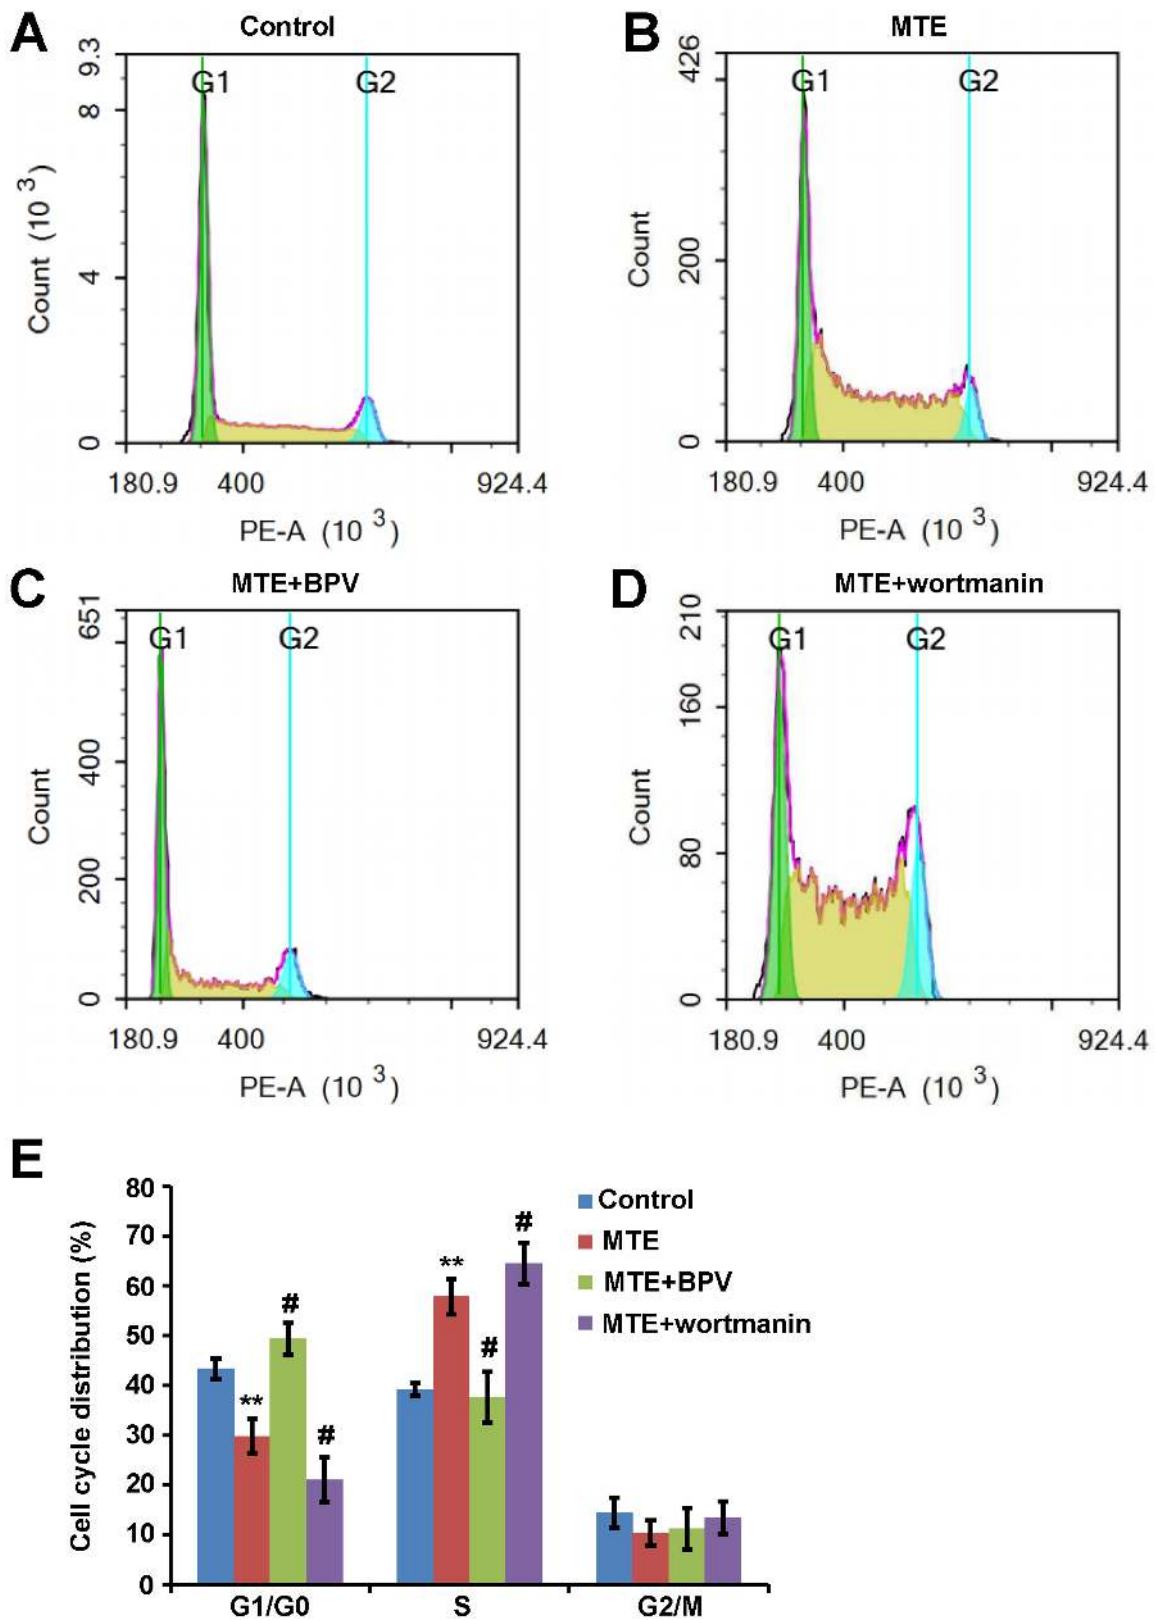 A
Control
9.3
8
4
0
Count (10 3)
G1
G2
180.9 400 924.4
PE-A (10 3)
B
MTE
426
200
0
Count
G1
G2
180.9 400 924.4
PE-A (10 3)
C
MTE+BPV
651
400
200
0
Count
G1
G2
180.9 400 924.4
PE-A (10 3)
D
MTE+wortmanin
210
160
80
0
Count
G1
G2
180.9 400 924.4
PE-A (10 3)
E
Cell cycle distribution (%)
80
70
60
50
40
30
20
10
0
**
#
#
**
#
#
Control
MTE
MTE+BPV
MTE+wortmanin
G1/G0 S G2/M